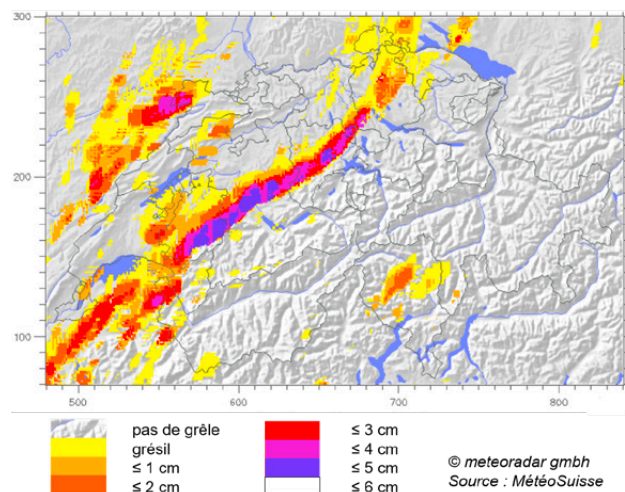 300
200
100
500 600 700 800
pas de grêle ≤ 3 cm
grésil ≤ 4 cm
≤ 1 cm ≤ 5 cm
≤ 2 cm ≤ 6 cm
© meteoradar gmbh
Source : MétéoSuisse